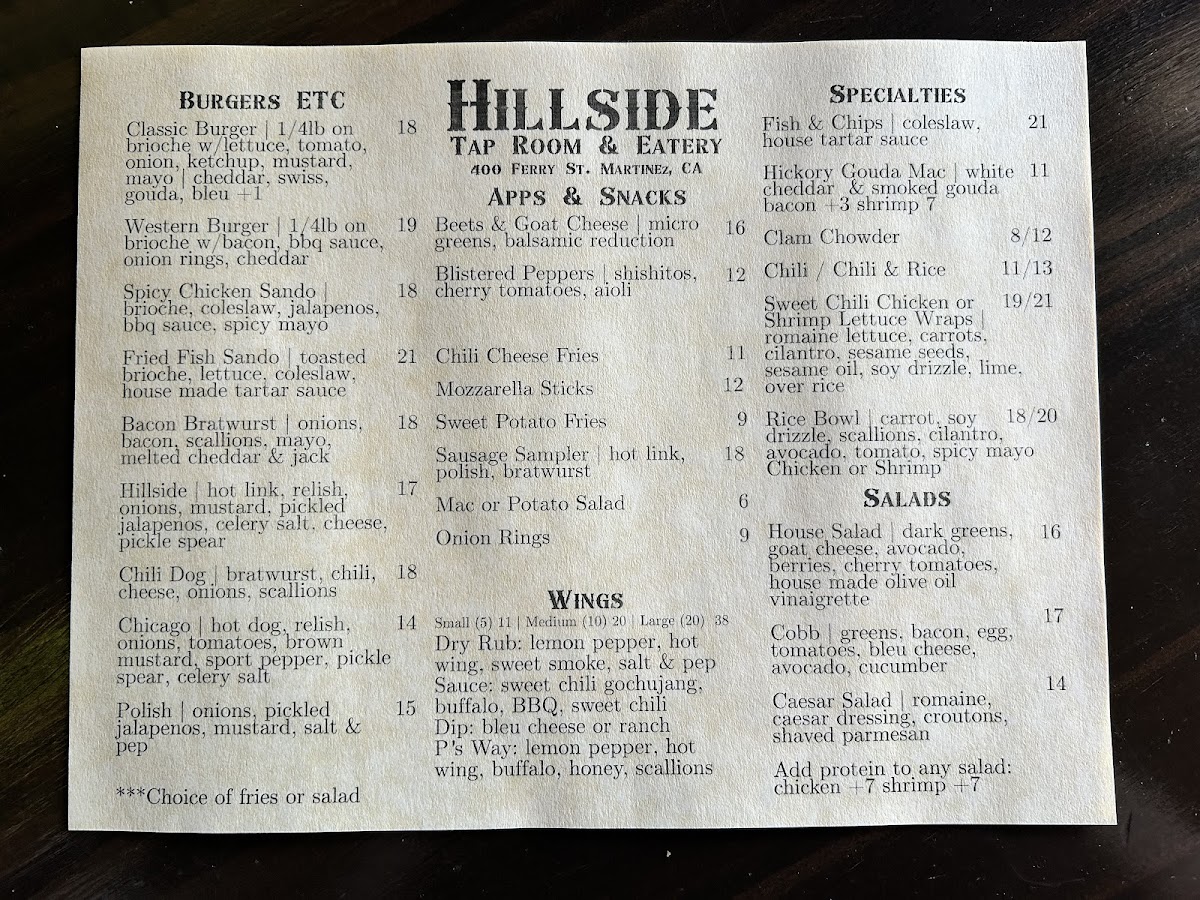 BURGERS ETC
Classic Burger | 1/4lb on 18
brioche w/lettuce, tomato,
onion, ketchup, mustard,
mayo | cheddar, swiss,
gouda, bleu +1
Western Burger | 1/4lb on 19
brioche w/bacon, bbq sauce,
onion rings, cheddar
Spicy Chicken Sando | 18
brioche, coleslaw, jalapenos,
bbq sauce, spicy mayo
Fried Fish Sando | toasted 21
brioche, lettuce, coleslaw,
house made tartar sauce
Bacon Bratwurst | onions, 18
bacon, scallions, mayo,
melted cheddar & jack
Hillside | hot link, relish, 17
onions, mustard, pickled
jalapenos, celery salt. cheese,
pickle spear
Chili Dog | bratwurst, chili, 18
cheese, onions, scallions
Chicago | hot dog, relish, 14
onions, tomatoes, brown
mustard, sport pepper, pickle
spear, celery salt
Polish | onions, pickled 15
jalapenos, mustard, salt &
pep
***Choice of fries or salad
HILLSIDE
TAP ROOM & EATERY
400 FERRY ST. MARTINEZ, CA
APPS & SNACKS
Beets & Goat Cheese | micro 16
greens, balsamic reduction
Blistered Peppers | shishitos, 12
cherry tomatoes, aioli
Chili Cheese Fries 11
Mozzarella Sticks 12
Sweet Potato Fries 9
Sausage Sampler | hot link, 18
polish, bratwurst
Mac or Potato Salad 6
Onion Rings 9
WINGS
Small (5) 11 | Medium (10) 20 | Large (20) 38
Dry Rub: lemon pepper, hot
wing, sweet smoke, salt & pep
Sauce: sweet chili gochujang,
buffalo, BBQ, sweet chili
Dip: bleu cheese or ranch
P's Way: lemon pepper, hot
wing, buffalo, honey, scallions
SPECIALTIES
Fish & Chips | coleslaw, 21
house tartar sauce
Hickory Gouda Mac | white 11
cheddar & smoked gouda
bacon +3 shrimp 7
Clam Chowder 8/12
Chili / Chili & Rice 11/13
Sweet Chili Chicken or 19/21
Shrimp Lettuce Wraps |
romaine lettuce, carrots,
cilantro, sesame seeds,
sesame oil, soy drizzle, lime,
over rice
Rice Bowl | carrot, soy 18/20
drizzle, scallions, cilantro,
avocado, tomato, spicy mayo
Chicken or Shrimp
SALADS
House Salad | dark greens, 16
goat cheese, avocado,
berries, cherry tomatoes,
house made olive oil
vinaigrette
17
Cobb | greens, bacon, egg,
tomatoes, bleu cheese,
avocado, cucumber
14
Caesar Salad | romaine,
caesar dressing, croutons,
shaved parmesan
Add protein to any salad:
chicken +7 shrimp +7